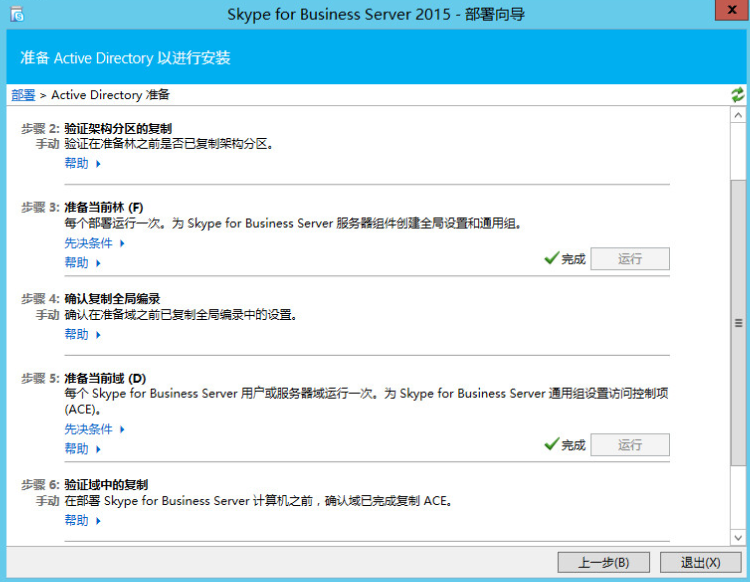 Skype for Business Server 2015 - 部署向导
准备 Active Directory 以进行安装
部署 > Active Directory 准备
步骤 2: 验证架构分区的复制
手动 验证在准备林之前是否已复制架构分区。
帮助
步骤 3: 准备当前林 (F)
每个部署运行一次。为 Skype for Business Server 服务器组件创建全局设置和通用组。
先决条件
帮助
完成 运行
步骤 4: 确认复制全局编录
手动 确认在准备域之前已复制全局编录中的设置。
帮助
步骤 5: 准备当前域 (D)
每个 Skype for Business Server 用户或服务器域运行一次。为 Skype for Business Server 通用组设置访问控制项
(ACE)。
先决条件
帮助
完成 运行
步骤 6: 验证域中的复制
手动 在部署 Skype for Business Server 计算机之前，确认域已完成复制 ACE。
帮助
上一步(B) 退出(X)